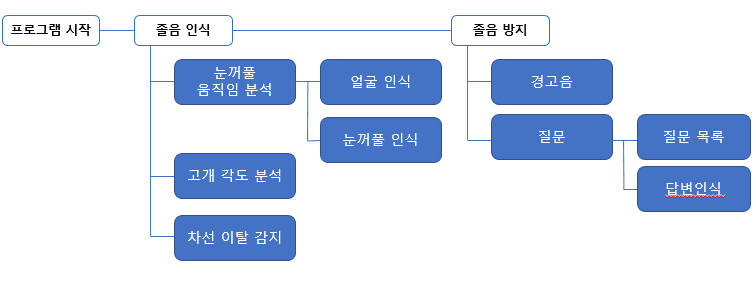 프로그램 시작
졸음 인식
졸음 방지
눈꺼풀
움직임 분석
얼굴 인식
눈꺼풀 인식
고개 각도 분석
차선 이탈 감지
경고음
질문
질문 목록
답변인식